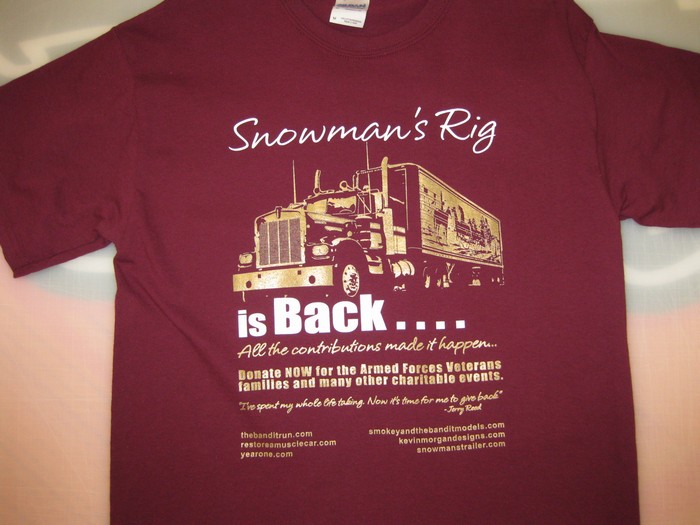 Snowman's Rig
is Back ....
All the contributions made it happen...
Donate NOW for the Armed Forces Veterans
families and many other charitable events.
"I've spent my whole life taking. Now it's time for me to give back"
-Jerry Reed
thebanditrun.com
restoreamusclecar.com
yearone.com
smokeyandthebanditmodels.com
kevinmorgandesigns.com
snowmanstrailer.com